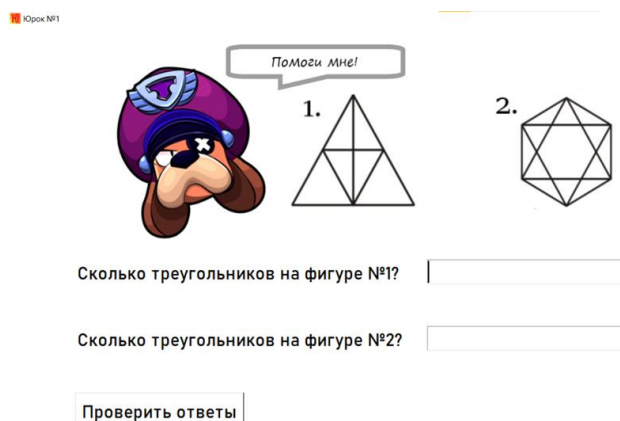 Ю Юрок №1
Помоги мне!
1.
2.
Сколько треугольников на фигуре №1?
Сколько треугольников на фигуре №2?
Проверить ответы